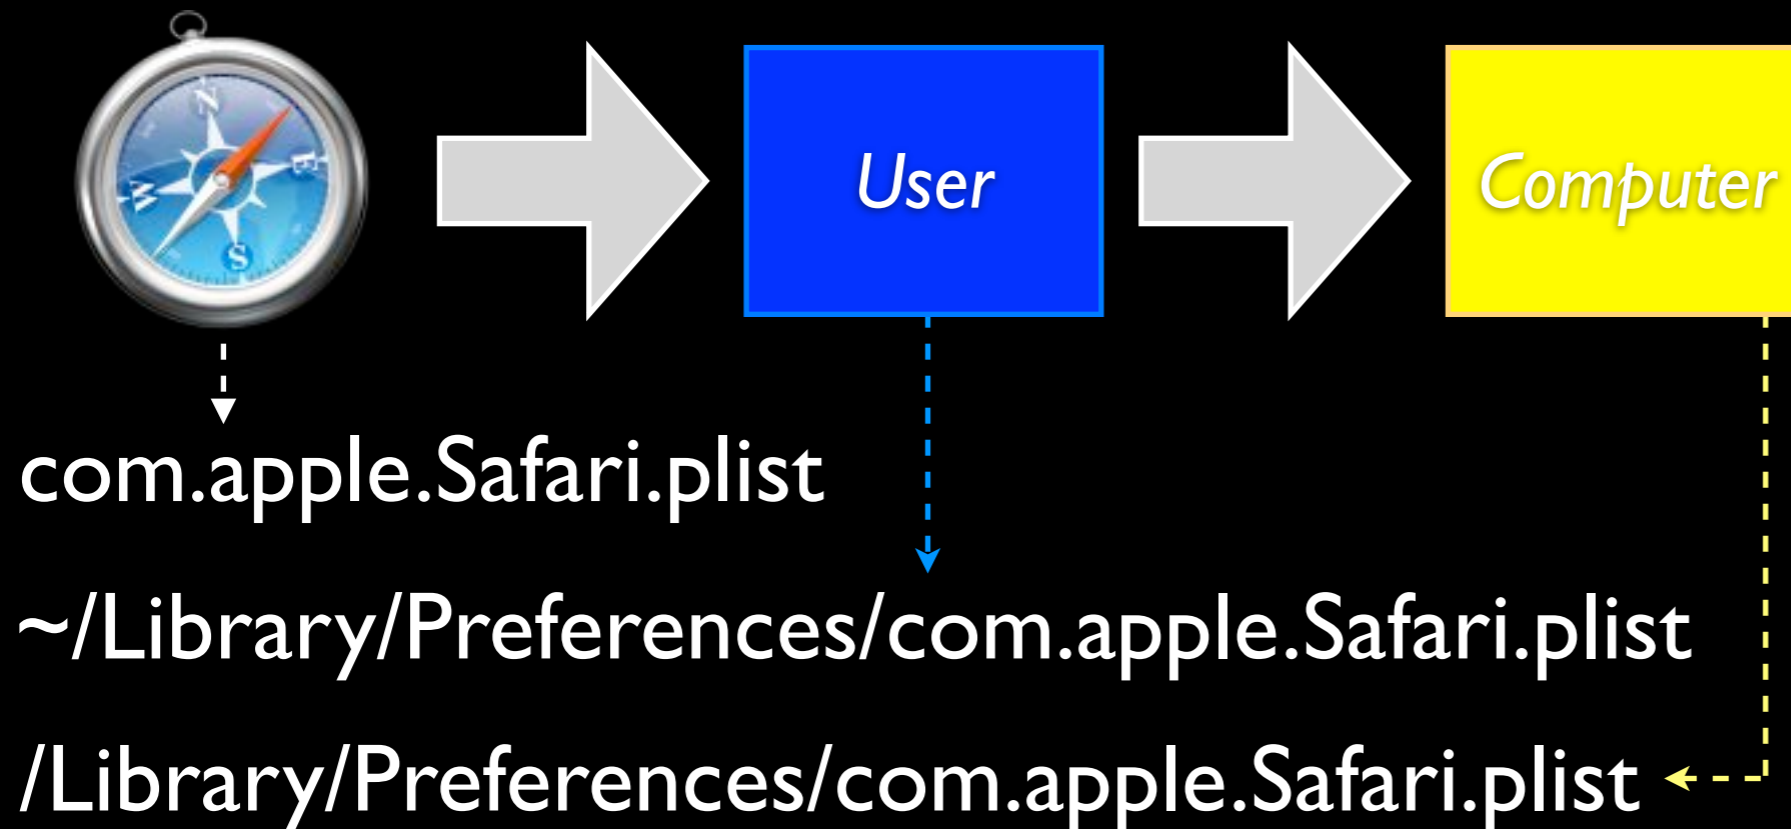 N
E
W
S
User
Computer
com.apple.Safari.plist
~/Library/Preferences/com.apple.Safari.plist
/Library/Preferences/com.apple.Safari.plist